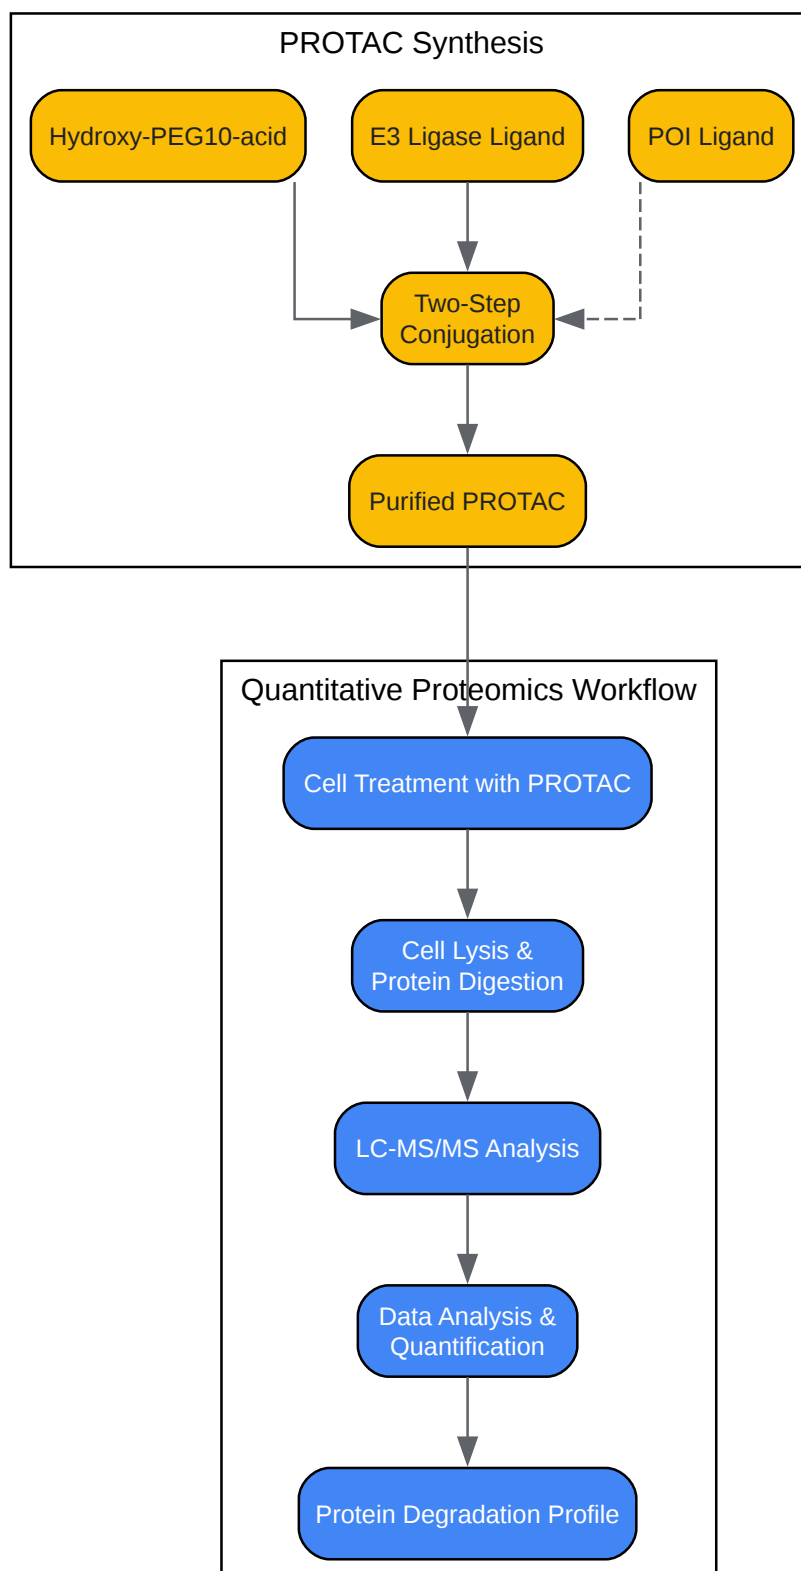 PROTAC Synthesis
Hydroxy-PEG10-acid
E3 Ligase Ligand
POI Ligand
Two-Step
Conjugation
Purified PROTAC
Quantitative Proteomics Workflow
Cell Treatment with PROTAC
Cell Lysis &
Protein Digestion
LC-MS/MS Analysis
Data Analysis &
Quantification
Protein Degradation Profile